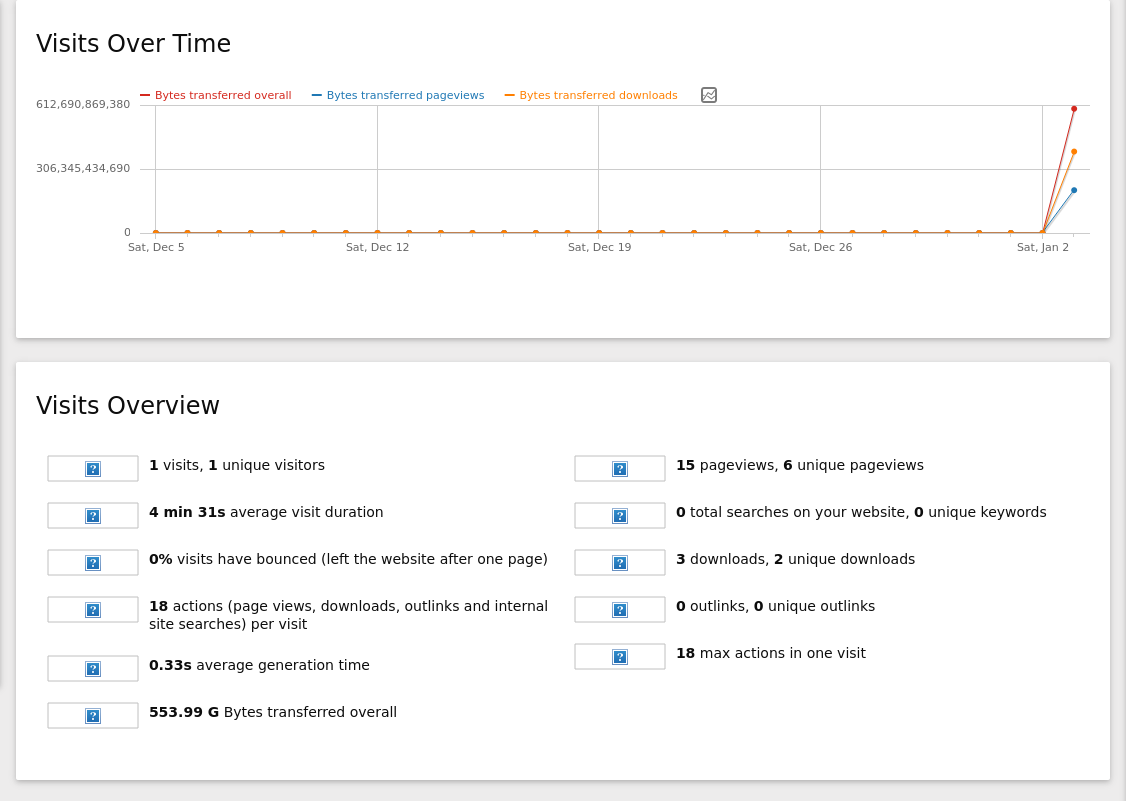 Visits Over Time
Bytes transferred overall Bytes transferred pageviews Bytes transferred downloads
612,690,869,380
306,345,434,690
0
Sat, Dec 5 Sat, Dec 12 Sat, Dec 19 Sat, Dec 26 Sat, Jan 2
Visits Overview
? 1 visits, 1 unique visitors
? 4 min 31s average visit duration
? 0% visits have bounced (left the website after one page)
? 18 actions (page views, downloads, outlinks and internal
site searches) per visit
? 0.33s average generation time
? 553.99 G Bytes transferred overall
? 15 pageviews, 6 unique pageviews
? 0 total searches on your website, 0 unique keywords
? 3 downloads, 2 unique downloads
? 0 outlinks, 0 unique outlinks
? 18 max actions in one visit